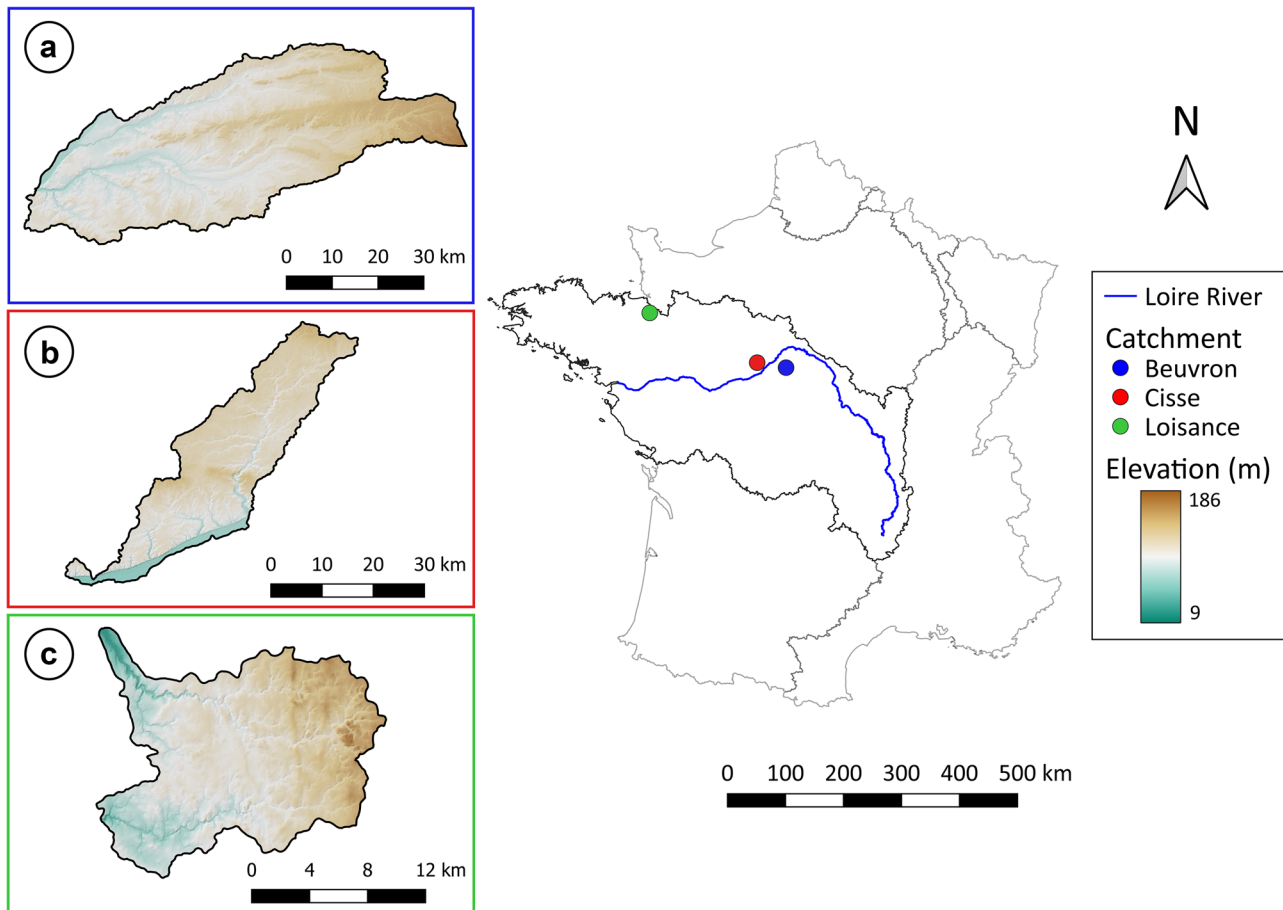 a
0 10 20 30 km
b
0 10 20 30 km
c
0 4 8 12 km
N
Loire River
Catchment
Beuvron
Cisse
Loisance
Elevation (m)
186
9
0 100 200 300 400 500 km